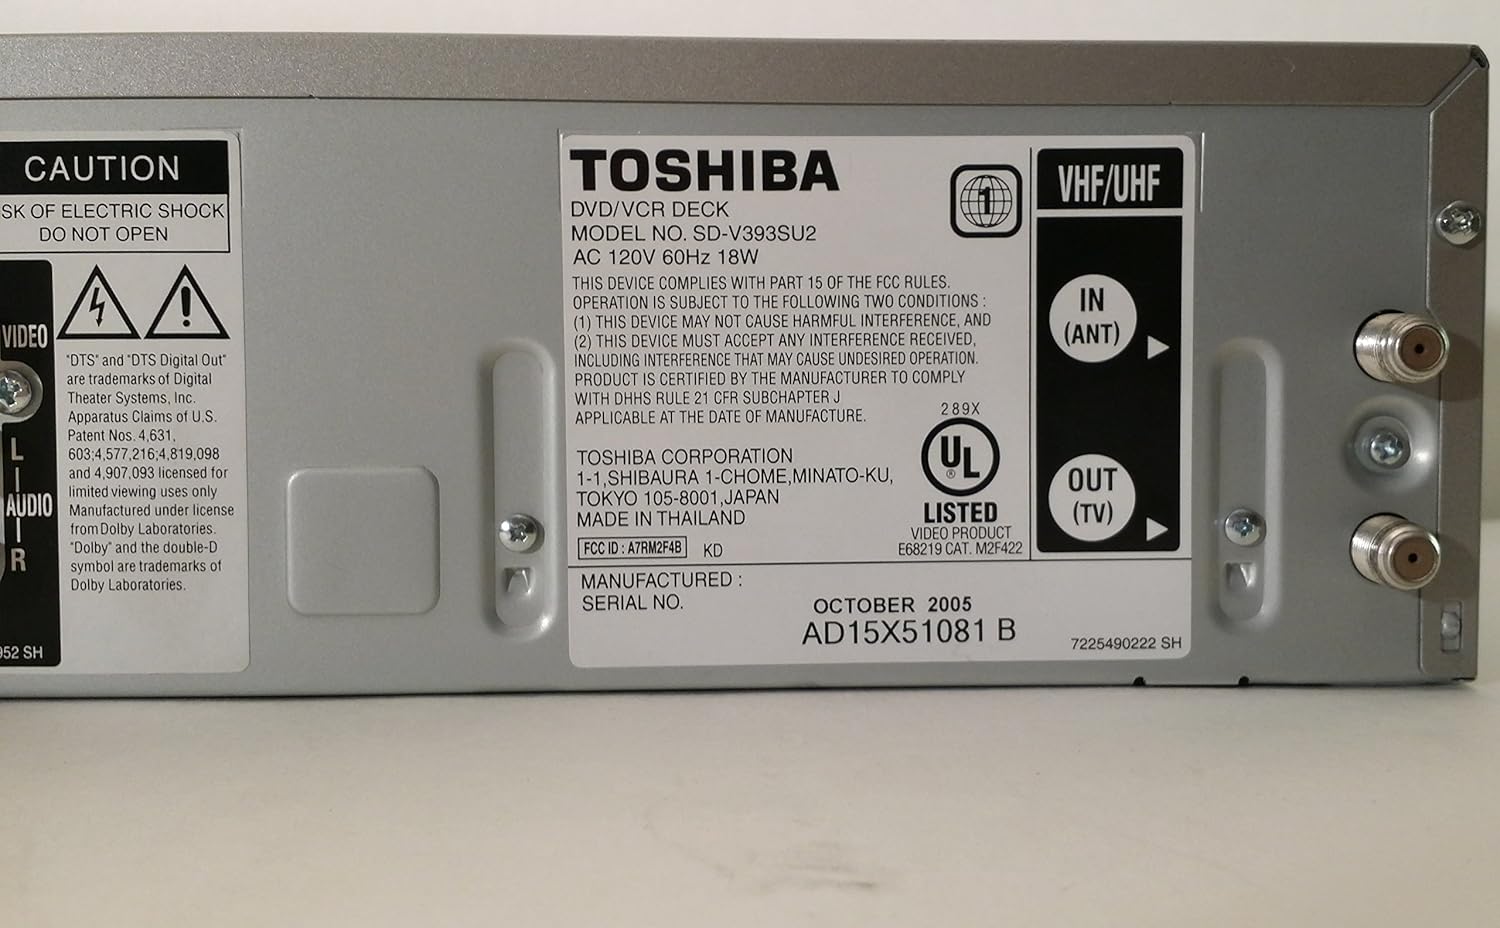 CAUTION
SK OF ELECTRIC SHOCK
DO NOT OPEN
VIDEO
L
AUDIO
R
"DTS" and "DTS Digital Out"
are trademarks of Digital
Theater Systems, Inc.
Apparatus Claims of U.S.
Patent Nos. 4,631,
603;4,577,216;4,819,098
and 4,907,093 licensed for
limited viewing uses only
Manufactured under license
from Dolby Laboratories.
"Dolby" and the double-D
symbol are trademarks of
Dolby Laboratories.
952 SH
TOSHIBA
DVD/VCR DECK
MODEL NO. SD-V393SU2
AC 120V 60Hz 18W
1
THIS DEVICE COMPLIES WITH PART 15 OF THE FCC RULES.
OPERATION IS SUBJECT TO THE FOLLOWING TWO CONDITIONS :
(1) THIS DEVICE MAY NOT CAUSE HARMFUL INTERFERENCE, AND
(2) THIS DEVICE MUST ACCEPT ANY INTERFERENCE RECEIVED,
INCLUDING INTERFERENCE THAT MAY CAUSE UNDESIRED OPERATION.
PRODUCT IS CERTIFIED BY THE MANUFACTURER TO COMPLY
WITH DHHS RULE 21 CFR SUBCHAPTER J
APPLICABLE AT THE DATE OF MANUFACTURE.
TOSHIBA CORPORATION
1-1,SHIBAURA 1-CHOME,MINATO-KU,
TOKYO 105-8001,JAPAN
MADE IN THAILAND
FCC ID : A7RM2F4B KD
289X
UL ®
LISTED
VIDEO PRODUCT
E68219 CAT. M2F422
MANUFACTURED :
SERIAL NO.
OCTOBER 2005
AD15X51081 B
7225490222 SH
VHF/UHF
IN
(ANT)
OUT
(TV)